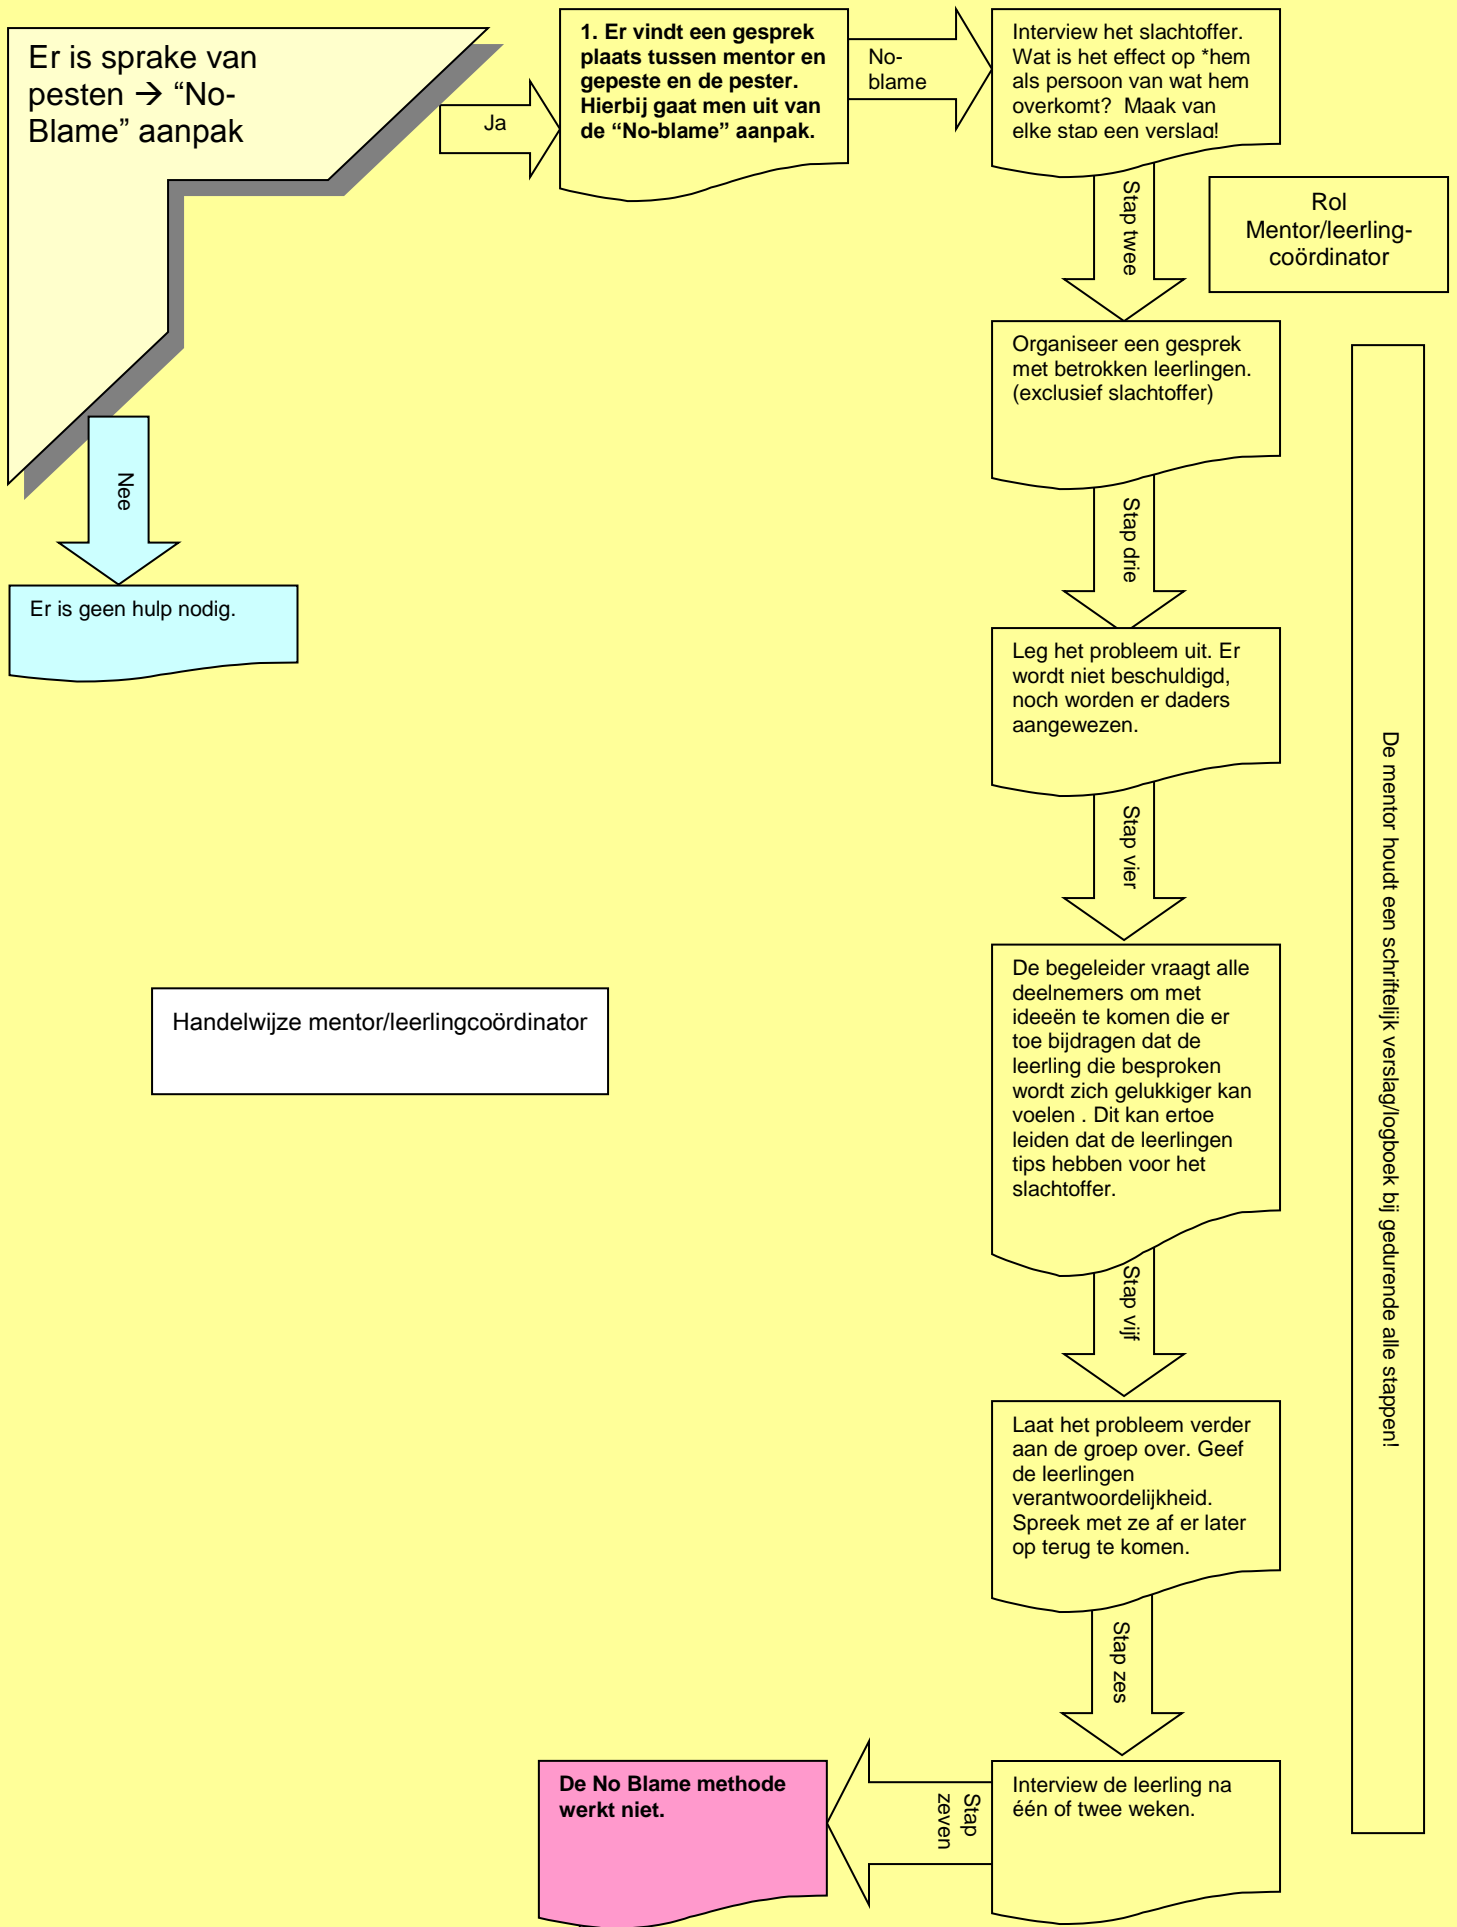 Er is sprake van
pesten → “No-
Blame” aanpak
Ja
1. Er vindt een gesprek
plaats tussen mentor en
gepeste en de pester.
Hierbij gaat men uit van
de “No-blame” aanpak.
No-
blame
Interview het slachtoffer.
Wat is het effect op *hem
als persoon van wat hem
overkomt? Maak van
elke stap een verslag!
Stap twee
Rol
Mentor/leerling-
coördinator
Organiseer een gesprek
met betrokken leerlingen.
(exclusief slachtoffer)
Nee
Er is geen hulp nodig.
Stap drie
Leg het probleem uit. Er
wordt niet beschuldigd,
noch worden er daders
aangewezen.
De mentor houdt een schriftelijk verslag/logboek bij gedurende alle stappen!
Stap vier
Handelwijze mentor/leerlingcoördinator
De begeleider vraagt alle
deelnemers om met
ideeën te komen die er
toe bijdragen dat de
leerling die besproken
wordt zich gelukkiger kan
voelen . Dit kan ertoe
leiden dat de leerlingen
tips hebben voor het
slachtoffer.
Stap vijf
Laat het probleem verder
aan de groep over. Geef
de leerlingen
verantwoordelijkheid.
Spreek met ze af er later
op terug te komen.
Stap zes
Interview de leerling na
één of twee weken.
Stap
zeven
De No Blame methode
werkt niet.